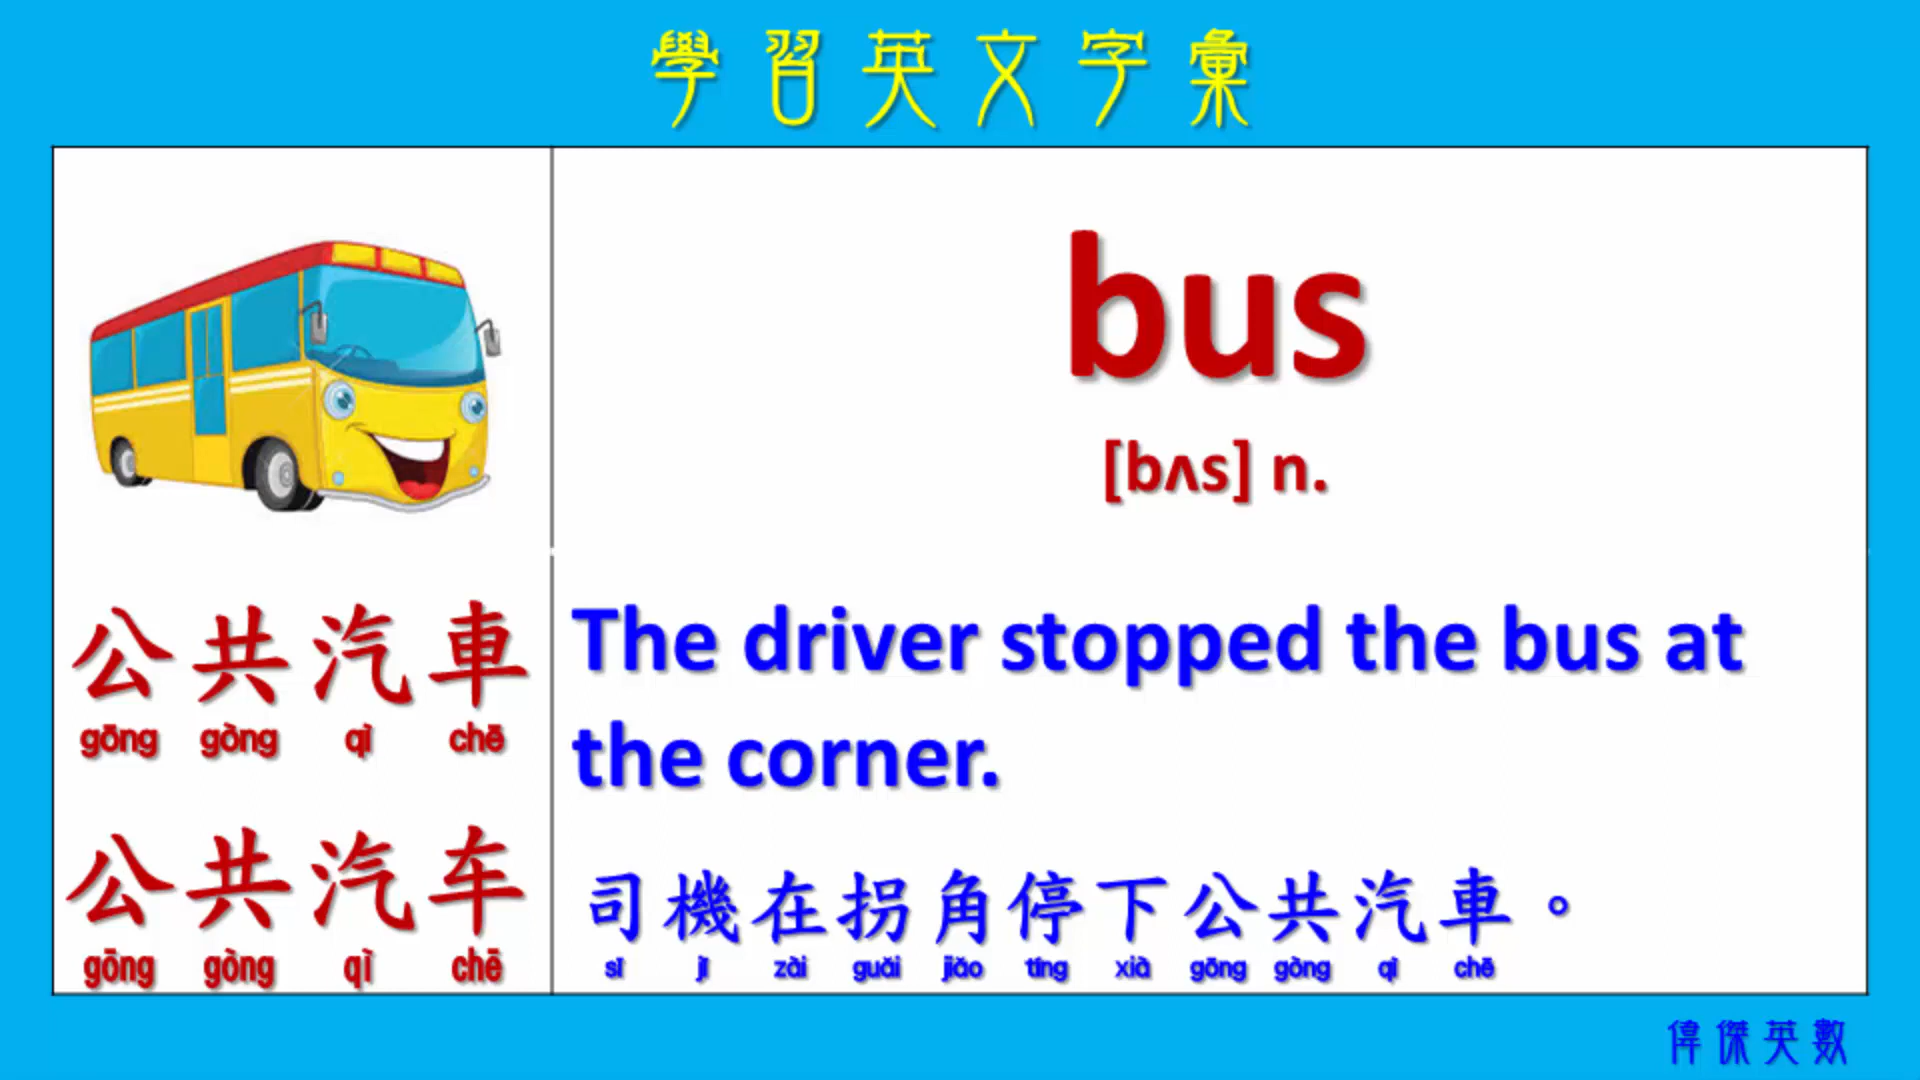 學習英文字彙
bus
[bʌs] n.
公共汽車
gōng gòng qì chē
公共汽车
gōng gòng qì chē
The driver stopped the bus at
the corner.
司機在拐角停下公共汽車。
sī jī zài guǎi jiǎo tíng xià gōng gòng qì chē
偉傑英數